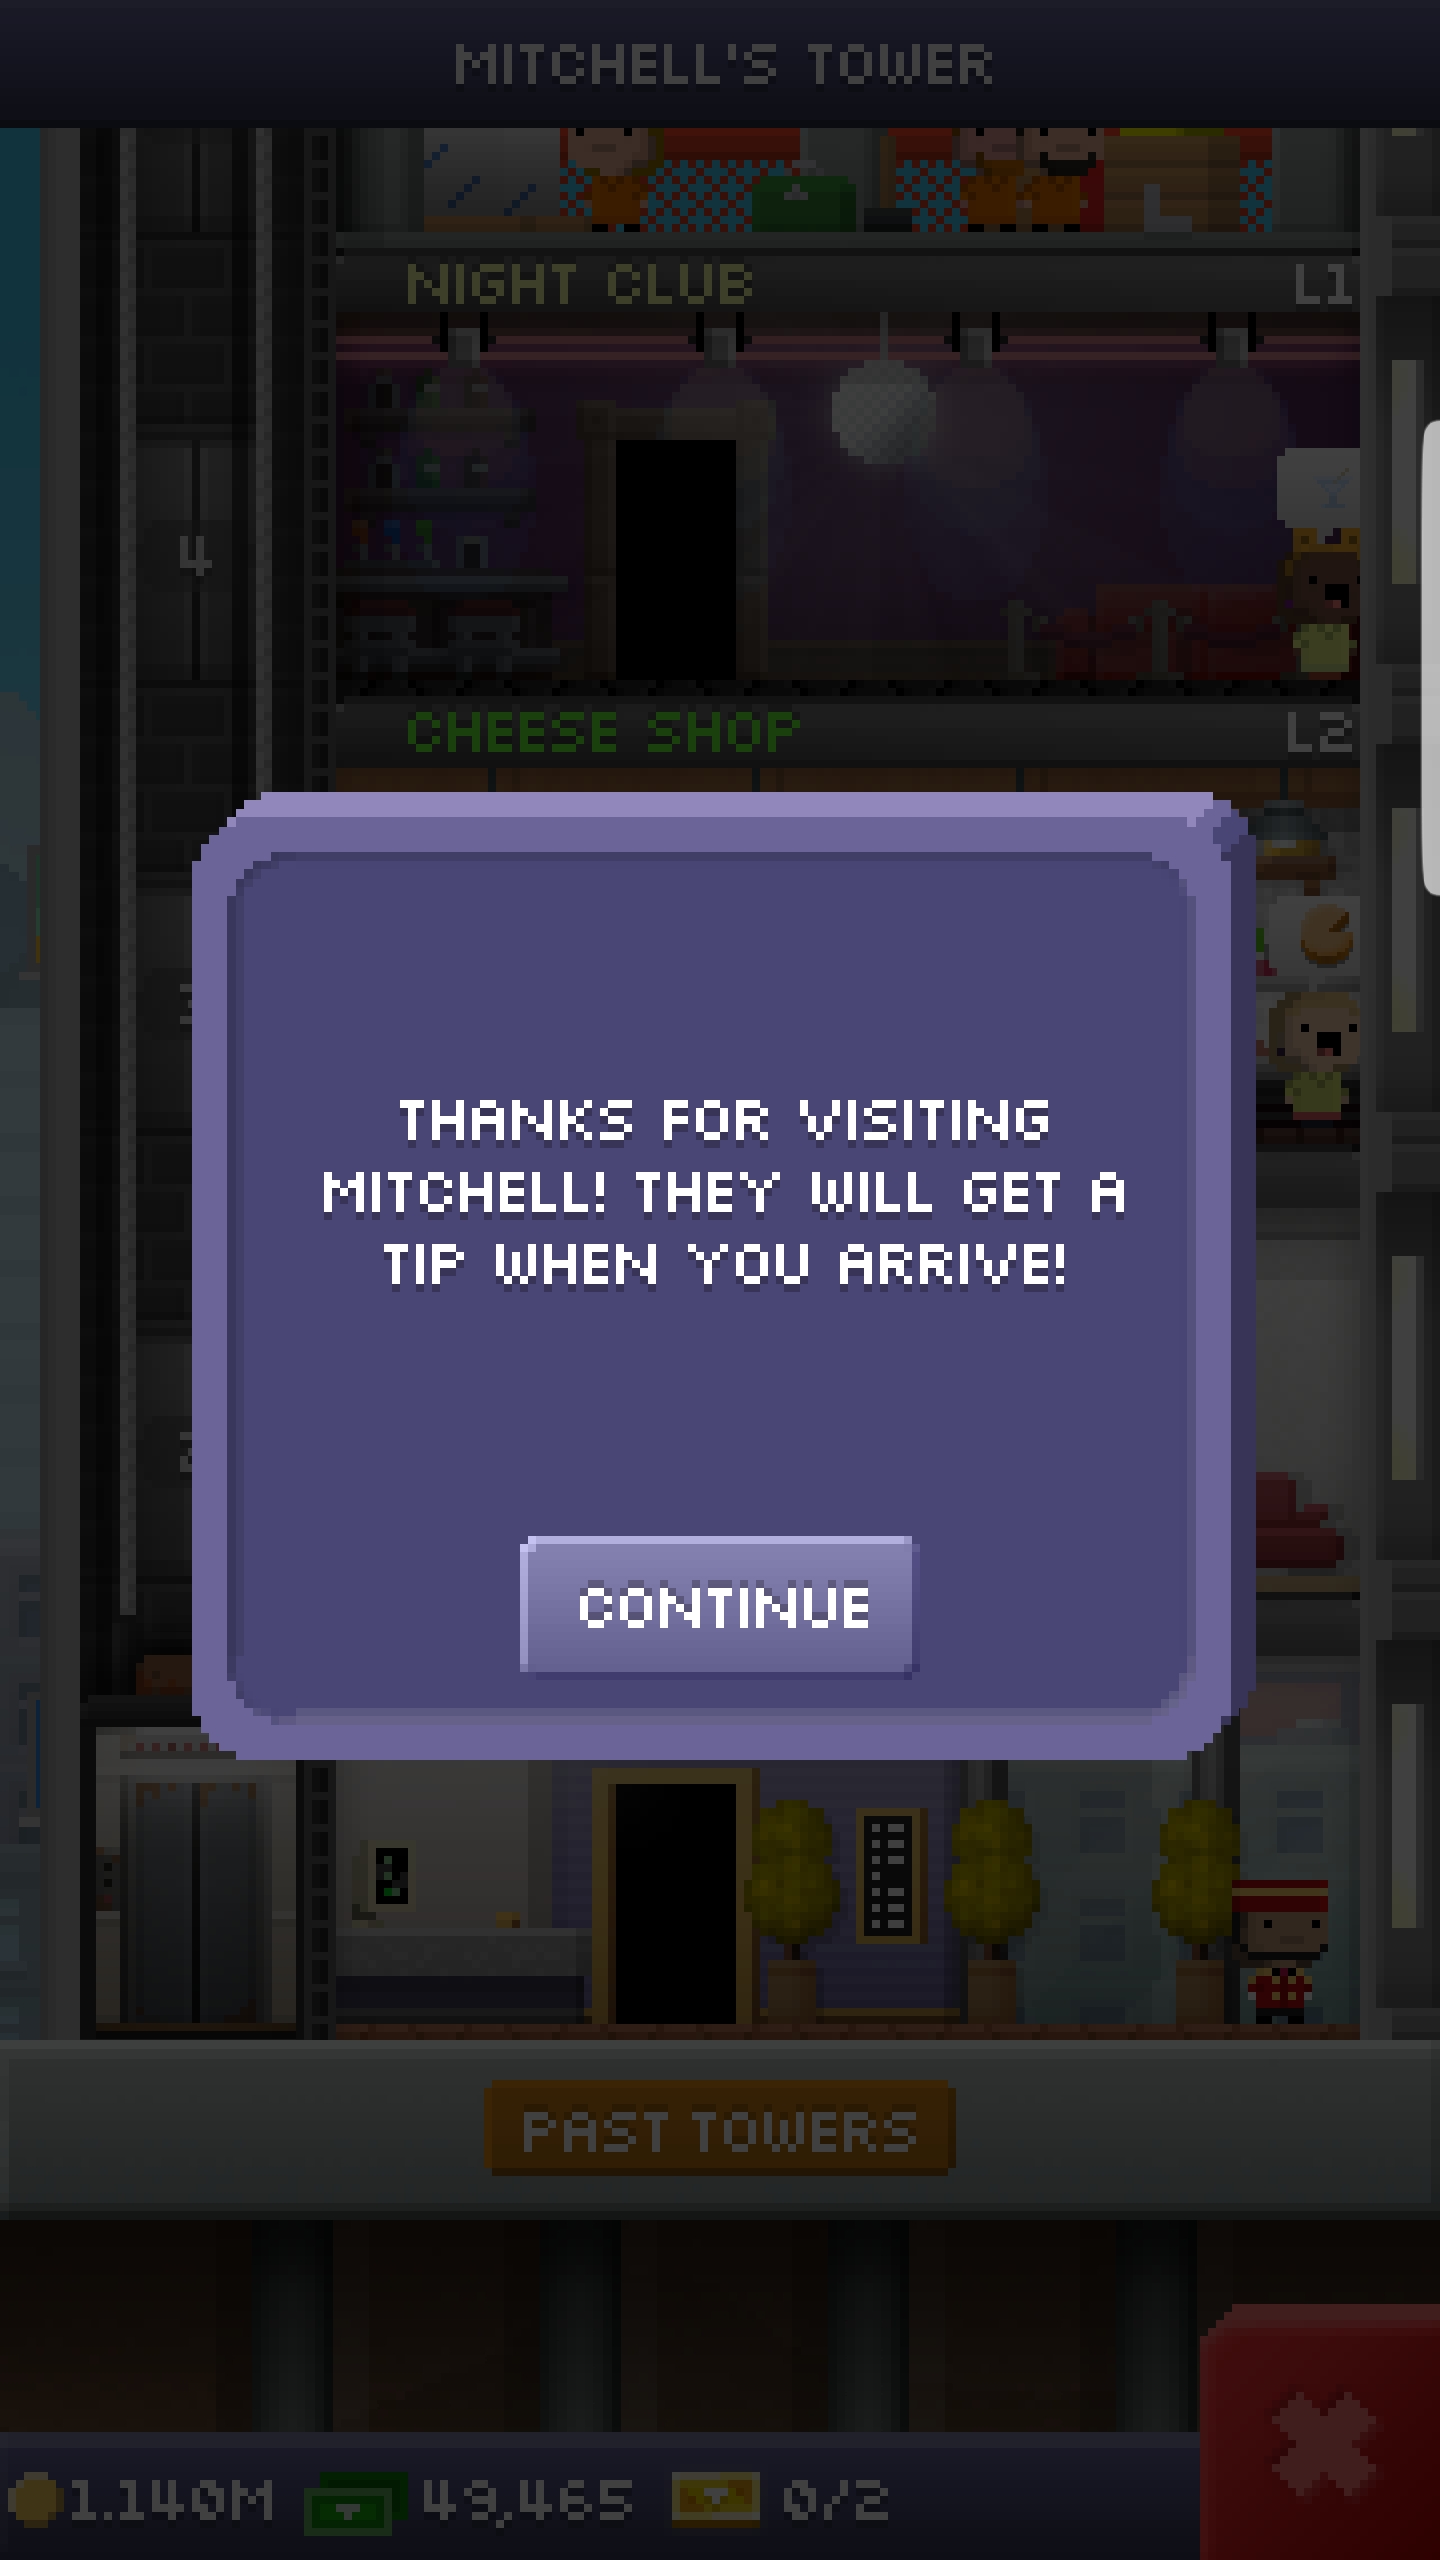 MITCHELL'S TOWER
NIGHT CLUB L1
4
CHEESE SHOP L2
THANKS FOR VISITING
MITCHELL! THEY WILL GET A
TIP WHEN YOU ARRIVE!
CONTINUE
PAST TOWERS
1.140M 49,465 0/2